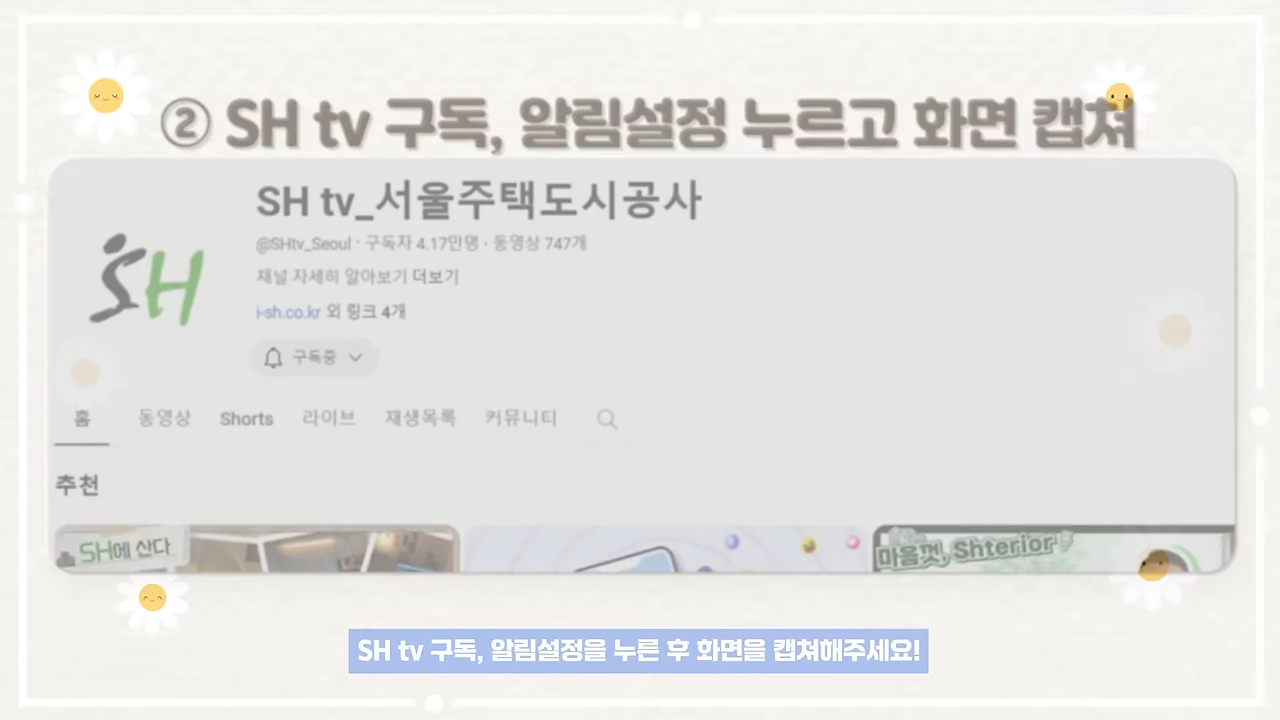 ② SH tv 구독, 알림설정 누르고 화면 캡쳐
SH tv_서울주택도시공사
@SHtv_Seoul · 구독자 4.17만명 · 동영상 747개
채널 자세히 알아보기 더보기
i-sh.co.kr 외 링크 4개
SH
구독중
홈 동영상 Shorts 라이브 재생목록 커뮤니티
추천
SH에 산다
마음껏, Shterior
SH tv 구독, 알림설정을 누른 후 화면을 캡쳐해주세요!